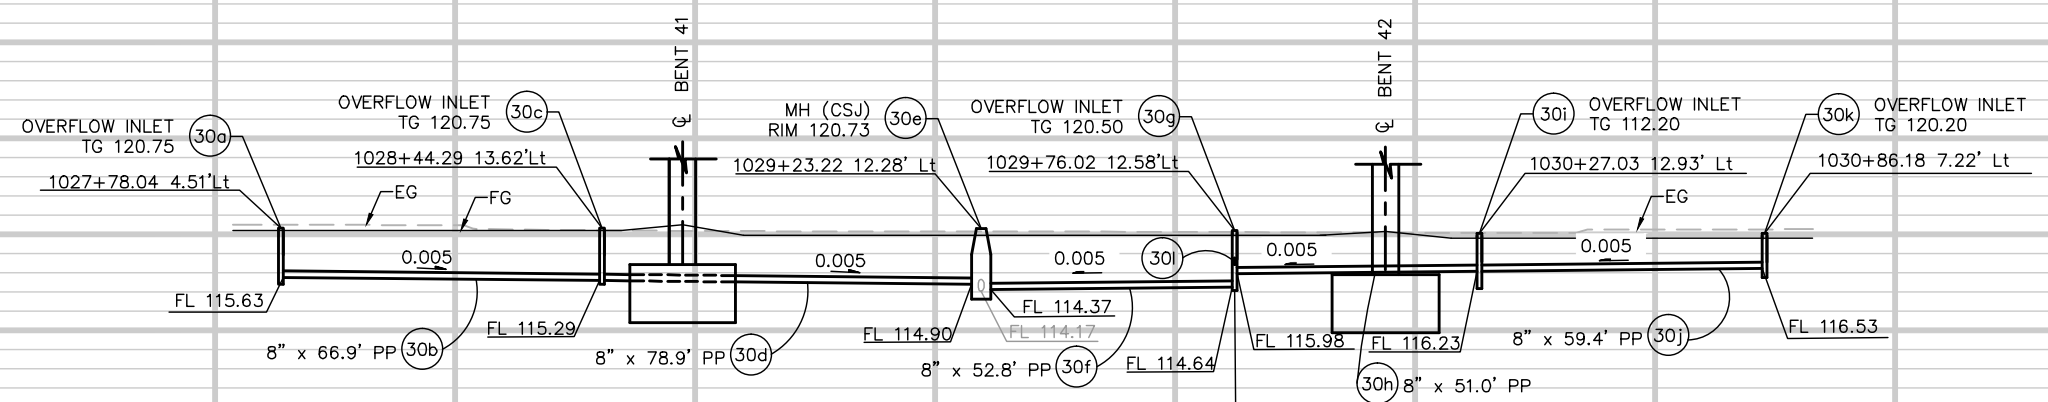 BENT 41
BENT 42
OVERFLOW INLET
TG 120.75
30a
1027+78.04 4.51'Lt
OVERFLOW INLET
TG 120.75
30c
1028+44.29 13.62'Lt
MH (CSJ)
RIM 120.73
30e
1029+23.22 12.28' Lt
OVERFLOW INLET
TG 120.50
30g
1029+76.02 12.58'Lt
30i
OVERFLOW INLET
TG 112.20
1030+27.03 12.93' Lt
30k
OVERFLOW INLET
TG 120.20
1030+86.18 7.22' Lt
EG
FG
EG
0.005
0.005
0.005
30l
0.005
0.005
FL 115.63
8" x 66.9' PP 30b
FL 115.29
8" x 78.9' PP 30d
FL 114.90
FL 114.37
FL 114.17
8" x 52.8' PP 30f
FL 114.64
FL 115.98
FL 116.23
30h 8" x 51.0' PP
8" x 59.4' PP 30j
FL 116.53